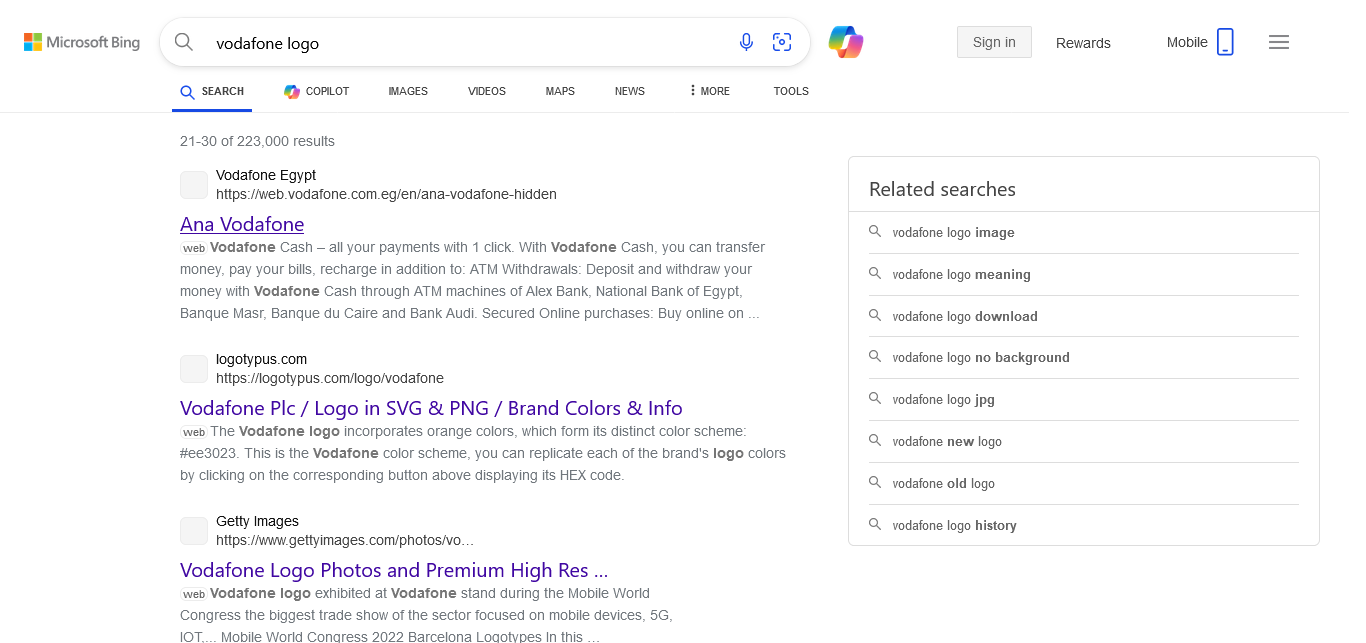 Microsoft Bing
vodafone logo
Sign in
Rewards
Mobile
SEARCH
COPILOT
IMAGES
VIDEOS
MAPS
NEWS
MORE
TOOLS
21-30 of 223,000 results
Vodafone Egypt
https://web.vodafone.com.eg/en/ana-vodafone-hidden
Ana Vodafone
web Vodafone Cash – all your payments with 1 click. With Vodafone Cash, you can transfer
money, pay your bills, recharge in addition to: ATM Withdrawals: Deposit and withdraw your
money with Vodafone Cash through ATM machines of Alex Bank, National Bank of Egypt,
Banque Masr, Banque du Caire and Bank Audi. Secured Online purchases: Buy online on ...
logotypus.com
https://logotypus.com/logo/vodafone
Vodafone Plc / Logo in SVG & PNG / Brand Colors & Info
web The Vodafone logo incorporates orange colors, which form its distinct color scheme:
#ee3023. This is the Vodafone color scheme, you can replicate each of the brand's logo colors
by clicking on the corresponding button above displaying its HEX code.
Getty Images
https://www.gettyimages.com/photos/vo…
Vodafone Logo Photos and Premium High Res ...
web Vodafone logo exhibited at Vodafone stand during the Mobile World
Congress the biggest trade show of the sector focused on mobile devices, 5G,
IOT,... Mobile World Congress 2022 Barcelona Logotypes In this ...
Related searches
vodafone logo image
vodafone logo meaning
vodafone logo download
vodafone logo no background
vodafone logo jpg
vodafone new logo
vodafone old logo
vodafone logo history